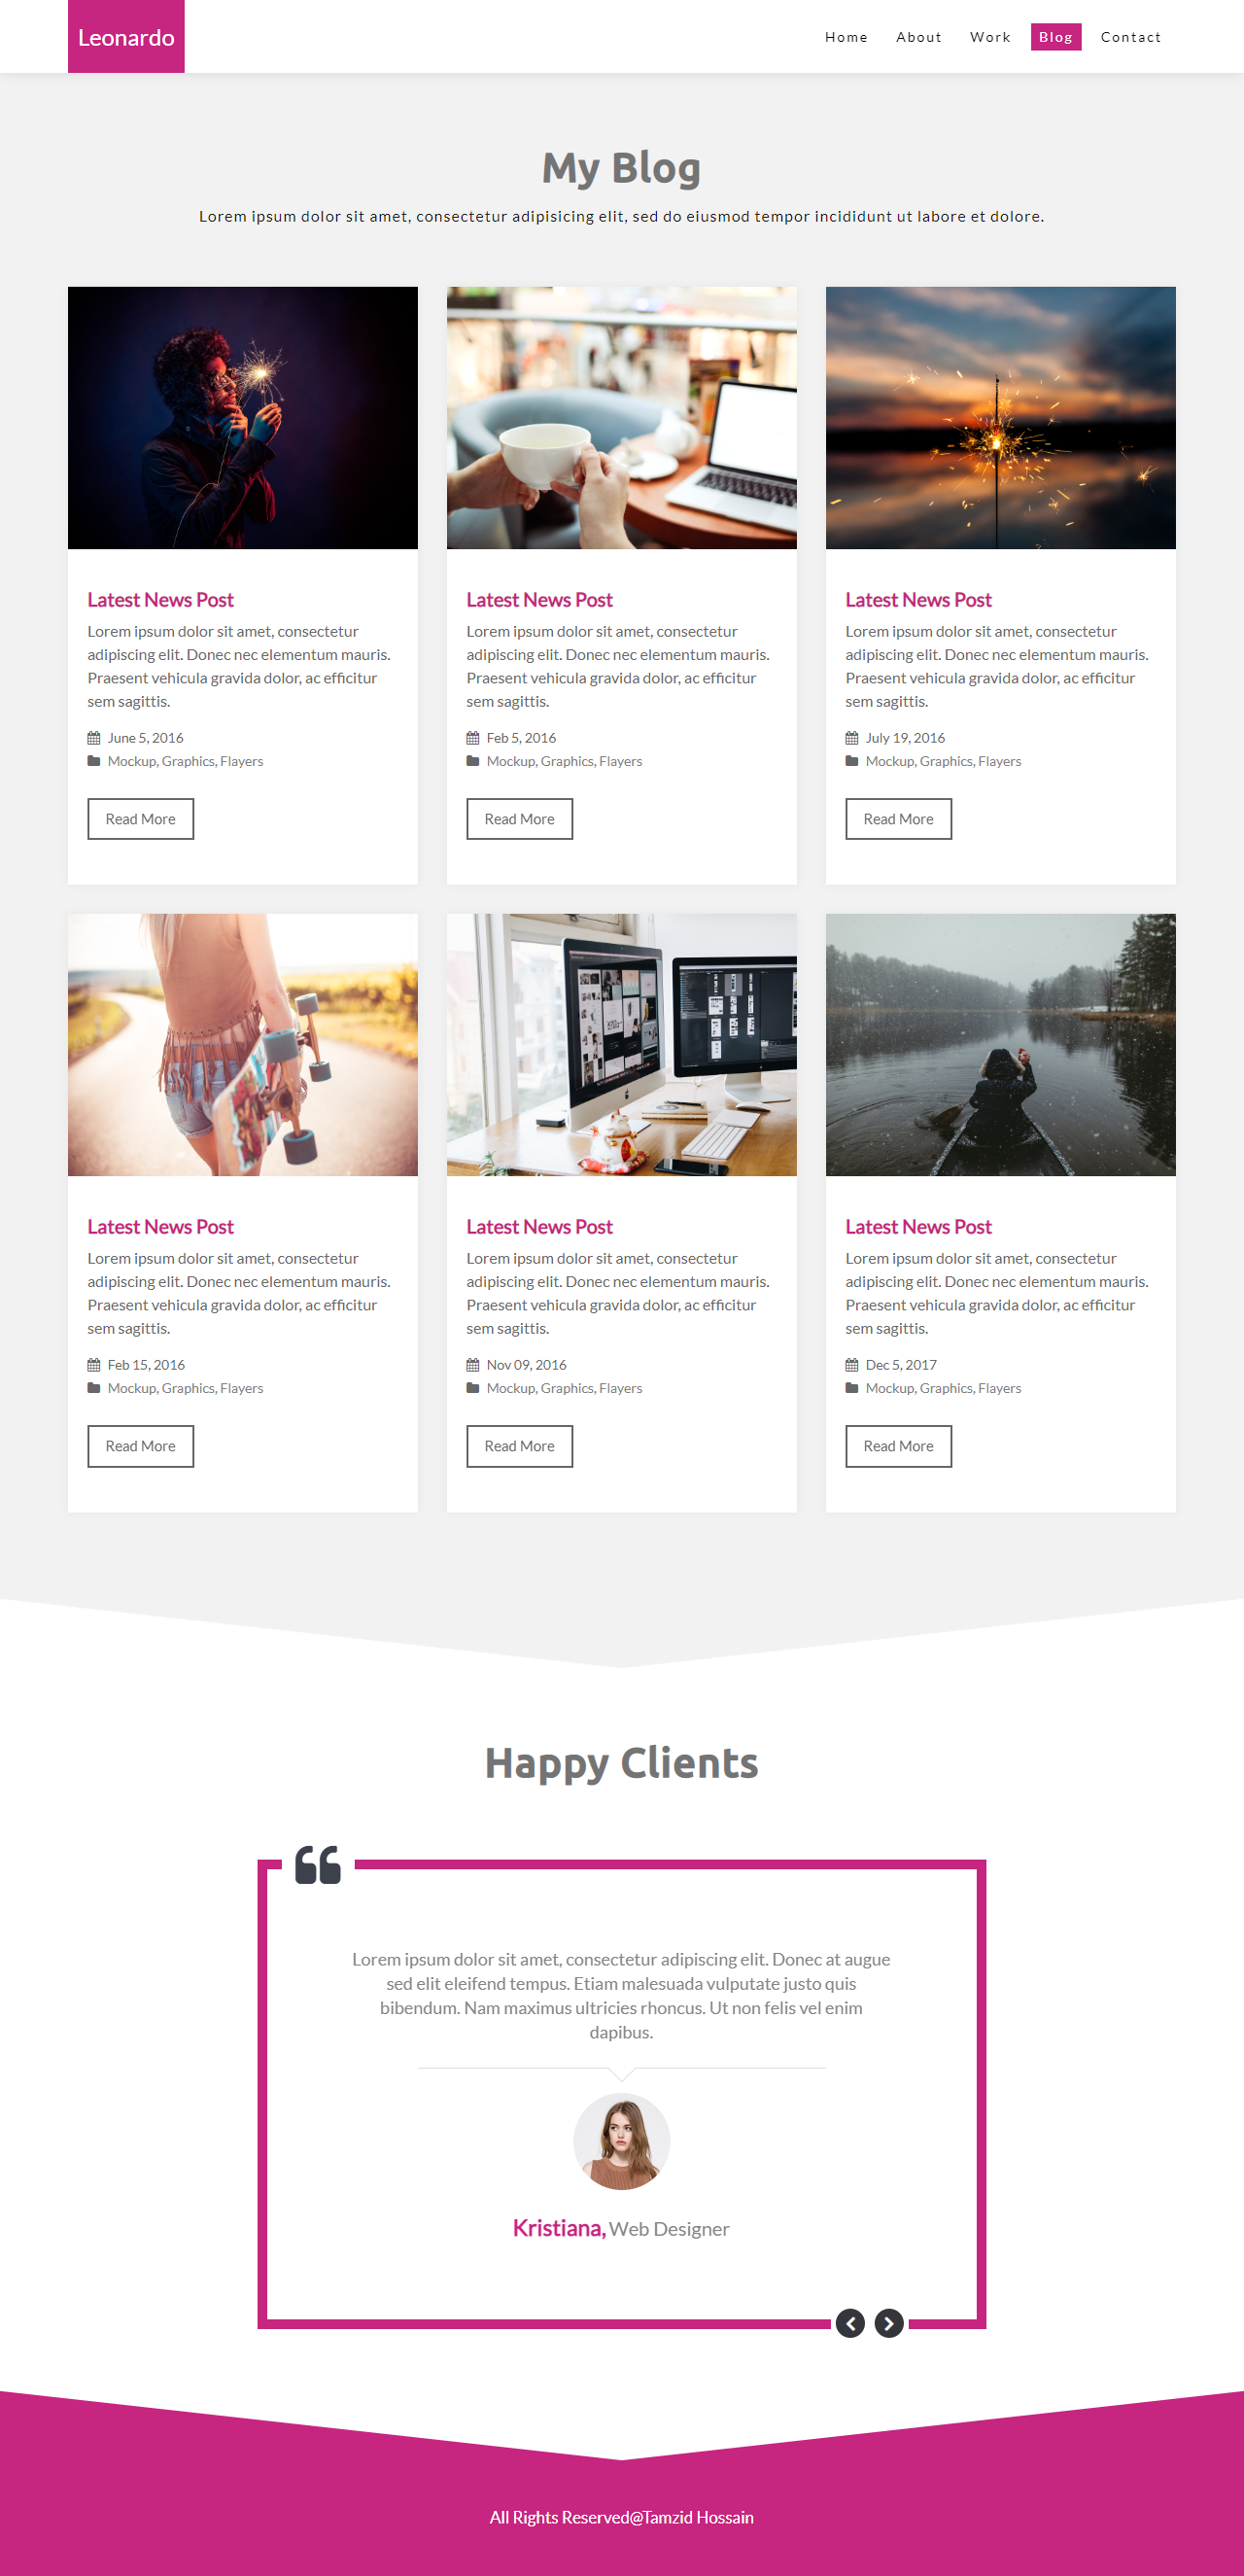 Leonardo
Home About Work Blog Contact
My Blog
Lorem ipsum dolor sit amet, consectetur adipisicing elit, sed do eiusmod tempor incididunt ut labore et dolore.
Latest News Post
Lorem ipsum dolor sit amet, consectetur
adipiscing elit. Donec nec elementum mauris.
Praesent vehicula gravida dolor, ac efficitur
sem sagittis.
June 5, 2016
Mockup, Graphics, Flayers
Read More
Latest News Post
Lorem ipsum dolor sit amet, consectetur
adipiscing elit. Donec nec elementum mauris.
Praesent vehicula gravida dolor, ac efficitur
sem sagittis.
Feb 5, 2016
Mockup, Graphics, Flayers
Read More
Latest News Post
Lorem ipsum dolor sit amet, consectetur
adipiscing elit. Donec nec elementum mauris.
Praesent vehicula gravida dolor, ac efficitur
sem sagittis.
July 19, 2016
Mockup, Graphics, Flayers
Read More
Latest News Post
Lorem ipsum dolor sit amet, consectetur
adipiscing elit. Donec nec elementum mauris.
Praesent vehicula gravida dolor, ac efficitur
sem sagittis.
Feb 15, 2016
Mockup, Graphics, Flayers
Read More
Latest News Post
Lorem ipsum dolor sit amet, consectetur
adipiscing elit. Donec nec elementum mauris.
Praesent vehicula gravida dolor, ac efficitur
sem sagittis.
Nov 09, 2016
Mockup, Graphics, Flayers
Read More
Latest News Post
Lorem ipsum dolor sit amet, consectetur
adipiscing elit. Donec nec elementum mauris.
Praesent vehicula gravida dolor, ac efficitur
sem sagittis.
Dec 5, 2017
Mockup, Graphics, Flayers
Read More
Happy Clients
Lorem ipsum dolor sit amet, consectetur adipiscing elit. Donec at augue
sed elit eleifend tempus. Etiam malesuada vulputate justo quis
bibendum. Nam maximus ultricies rhoncus. Ut non felis vel enim
dapibus.
Kristiana, Web Designer
All Rights Reserved@Tamzid Hossain